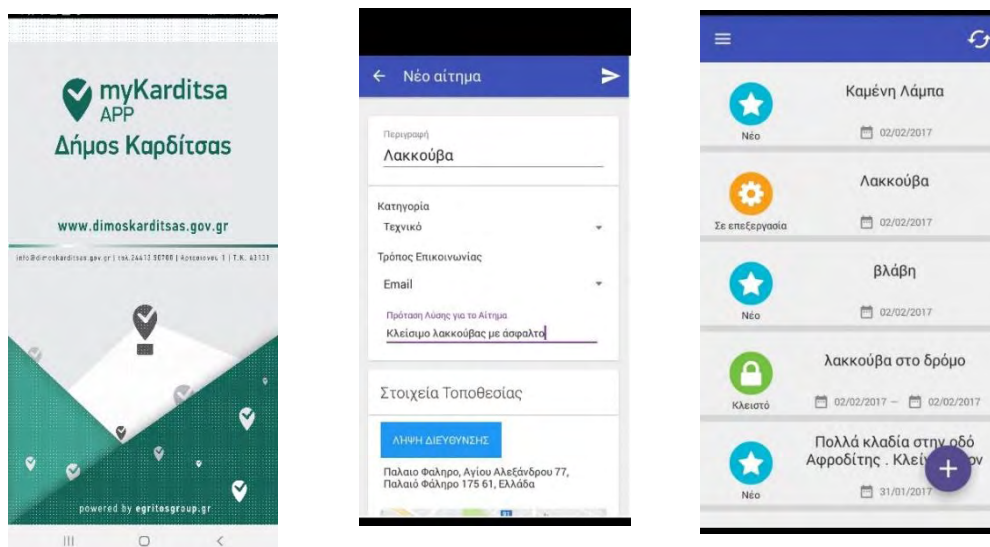 myKarditsa
APP
Δήμος Καρδίτσας
www.dimoskarditsas.gov.gr
powered by egritosgroup.gr
Νέο αίτημα
Περιγραφή
Λακκούβα
Κατηγορία
Τεχνικό
Τρόπος Επικοινωνίας
Email
Πρόταση Λύσης για το Αίτημα
Κλείσιμο λακκούβας με άσφαλτο
Στοιχεία Τοποθεσίας
ΛΉΨΗ ΔΙΕΎΘΥΝΣΗΣ
Παλαιο Φαληρο, Αγίου Αλεξάνδρου 77,
Παλαιό Φάληρο 175 61, Ελλάδα
Καμένη Λάμπα
Νέο
02/02/2017
Λακκούβα
Σε επεξεργασία
02/02/2017
βλάβη
Νέο
02/02/2017
λακκούβα στο δρόμο
Κλειστό
02/02/2017 – 02/02/2017
Πολλά κλαδία στην οδό
Αφροδίτης .
Νέο
31/01/2017